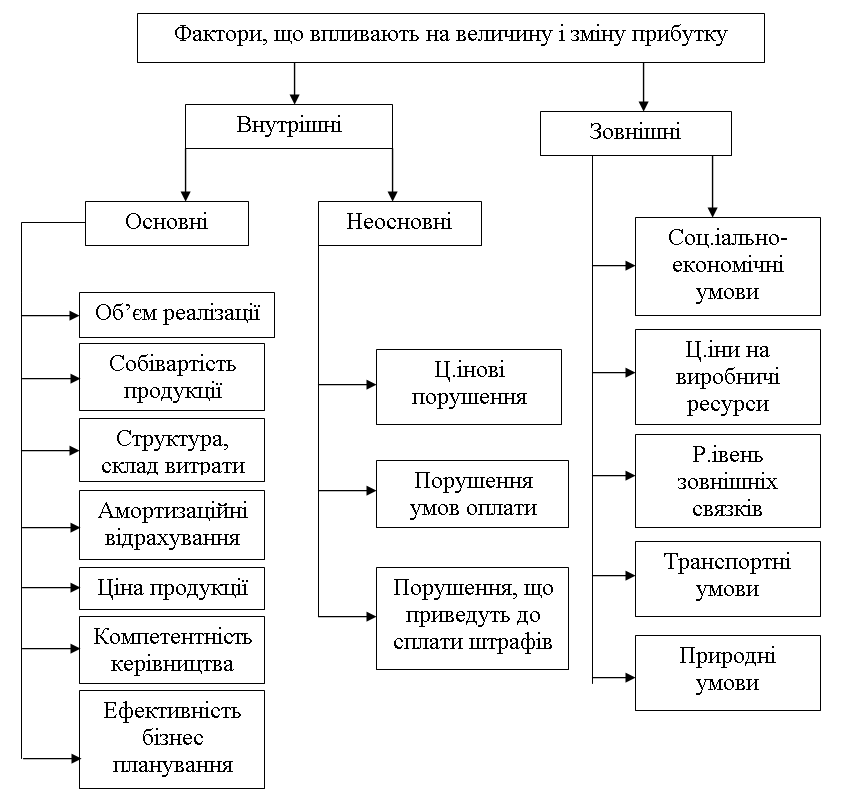 Фактори, що впливають на величину і зміну прибутку
Внутрішні
Зовнішні
Основні
Неосновні
Об’єм реалізації
Собівартість
продукції
Структура,
склад витрати
Амортизаційні
відрахування
Ціна продукції
Компетентність
керівництва
Ефективність
бізнес
планування
Ц.інові
порушення
Порушення
умов оплати
Порушення, що
приведуть до
сплати штрафів
Соц.іально-
економічні
умови
Ц.іни на
виробничі
ресурси
Р.івень
зовнішніх
связків
Транспортні
умови
Природні
умови